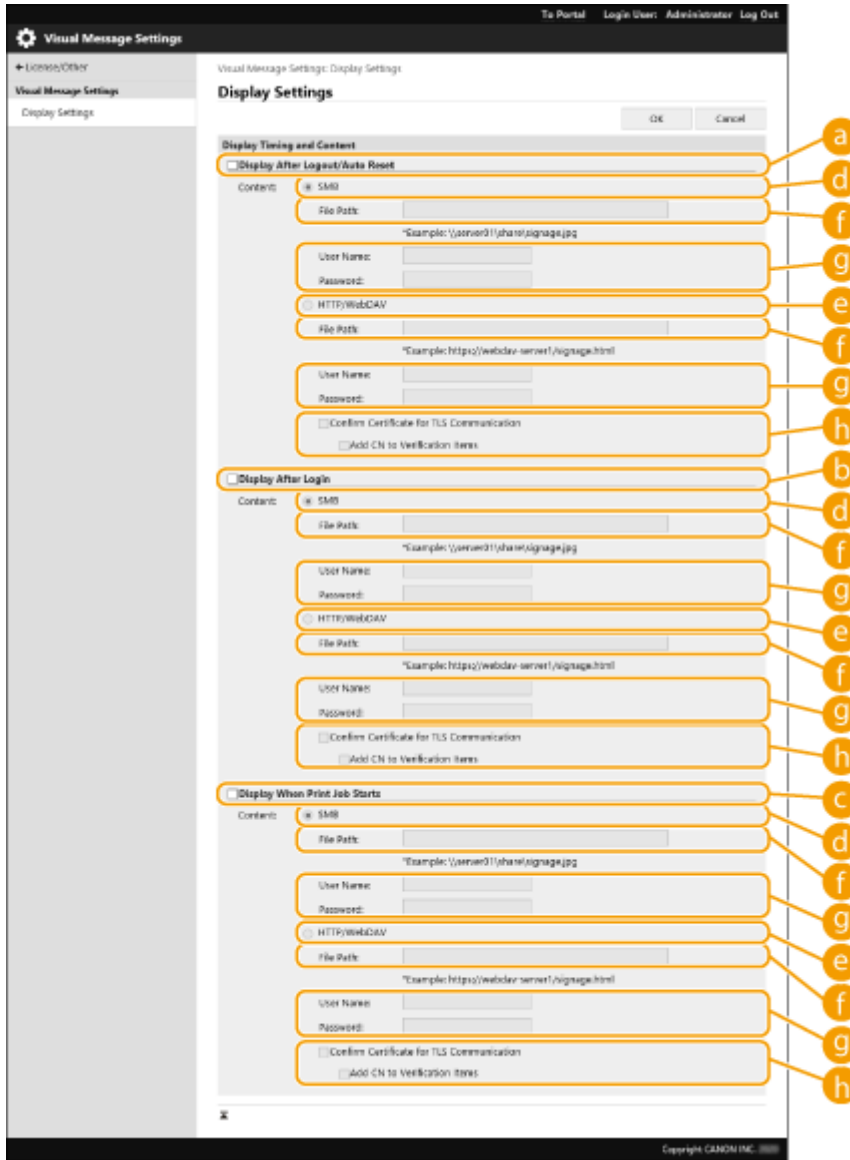 To Portal Login User: Administrator Log Out
Visual Message Settings
License/Other
Visual Message Settings: Display Settings
Visual Message Settings
Display Settings
Display Settings
OK Cancel
Display Timing and Content
Display After Logout/Auto Reset
a
Content: SMB
d
File Path:
f
*Example: \\server01\share\signage.jpg
User Name:
g
Password:
HTTP/WebDAV
e
File Path:
f
*Example: https://webdav-server1/signage.html
User Name:
g
Password:
Confirm Certificate for TLS Communication
h
Add CN to Verification Items
Display After Login
b
Content: SMB
d
File Path:
f
*Example: \\server01\share\signage.jpg
User Name:
g
Password:
HTTP/WebDAV
e
File Path:
f
*Example: https://webdav-server1/signage.html
User Name:
g
Password:
Confirm Certificate for TLS Communication
h
Add CN to Verification Items
Display When Print Job Starts
c
Content: SMB
d
File Path:
f
*Example: \\server01\share\signage.jpg
User Name:
g
Password:
HTTP/WebDAV
e
File Path:
f
*Example: https://webdav-server1/signage.html
User Name:
g
Password:
Confirm Certificate for TLS Communication
h
Add CN to Verification Items
Copyright CANON INC.